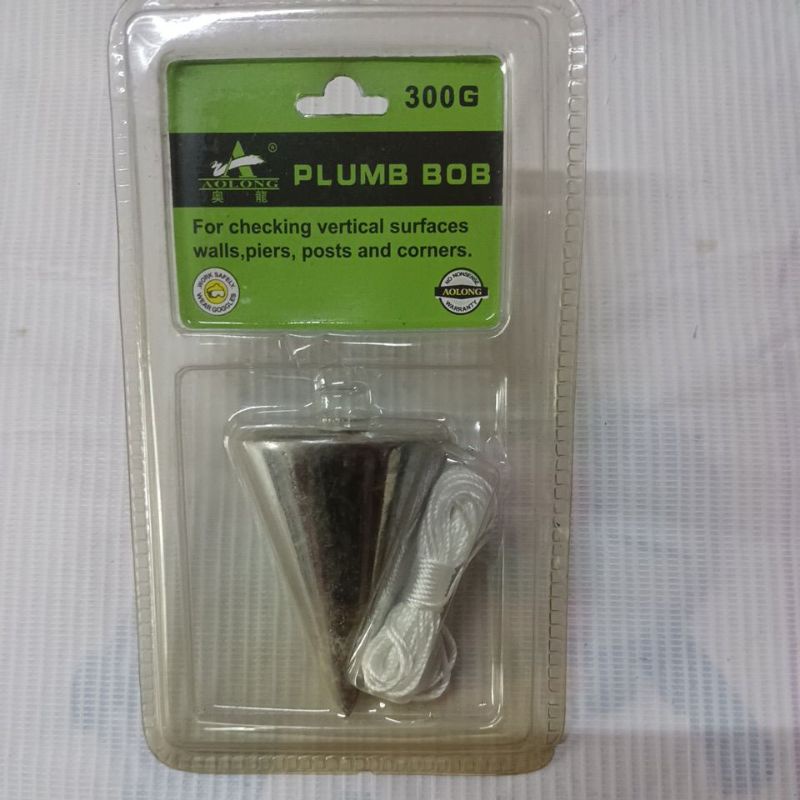 300G
®
AOLONG
奥龍
PLUMB BOB
For checking vertical surfaces
walls,piers, posts and corners.
WORK SAFELY
WEAR GOGGLES
NO NONSENSE
AOLONG
WARRANTY